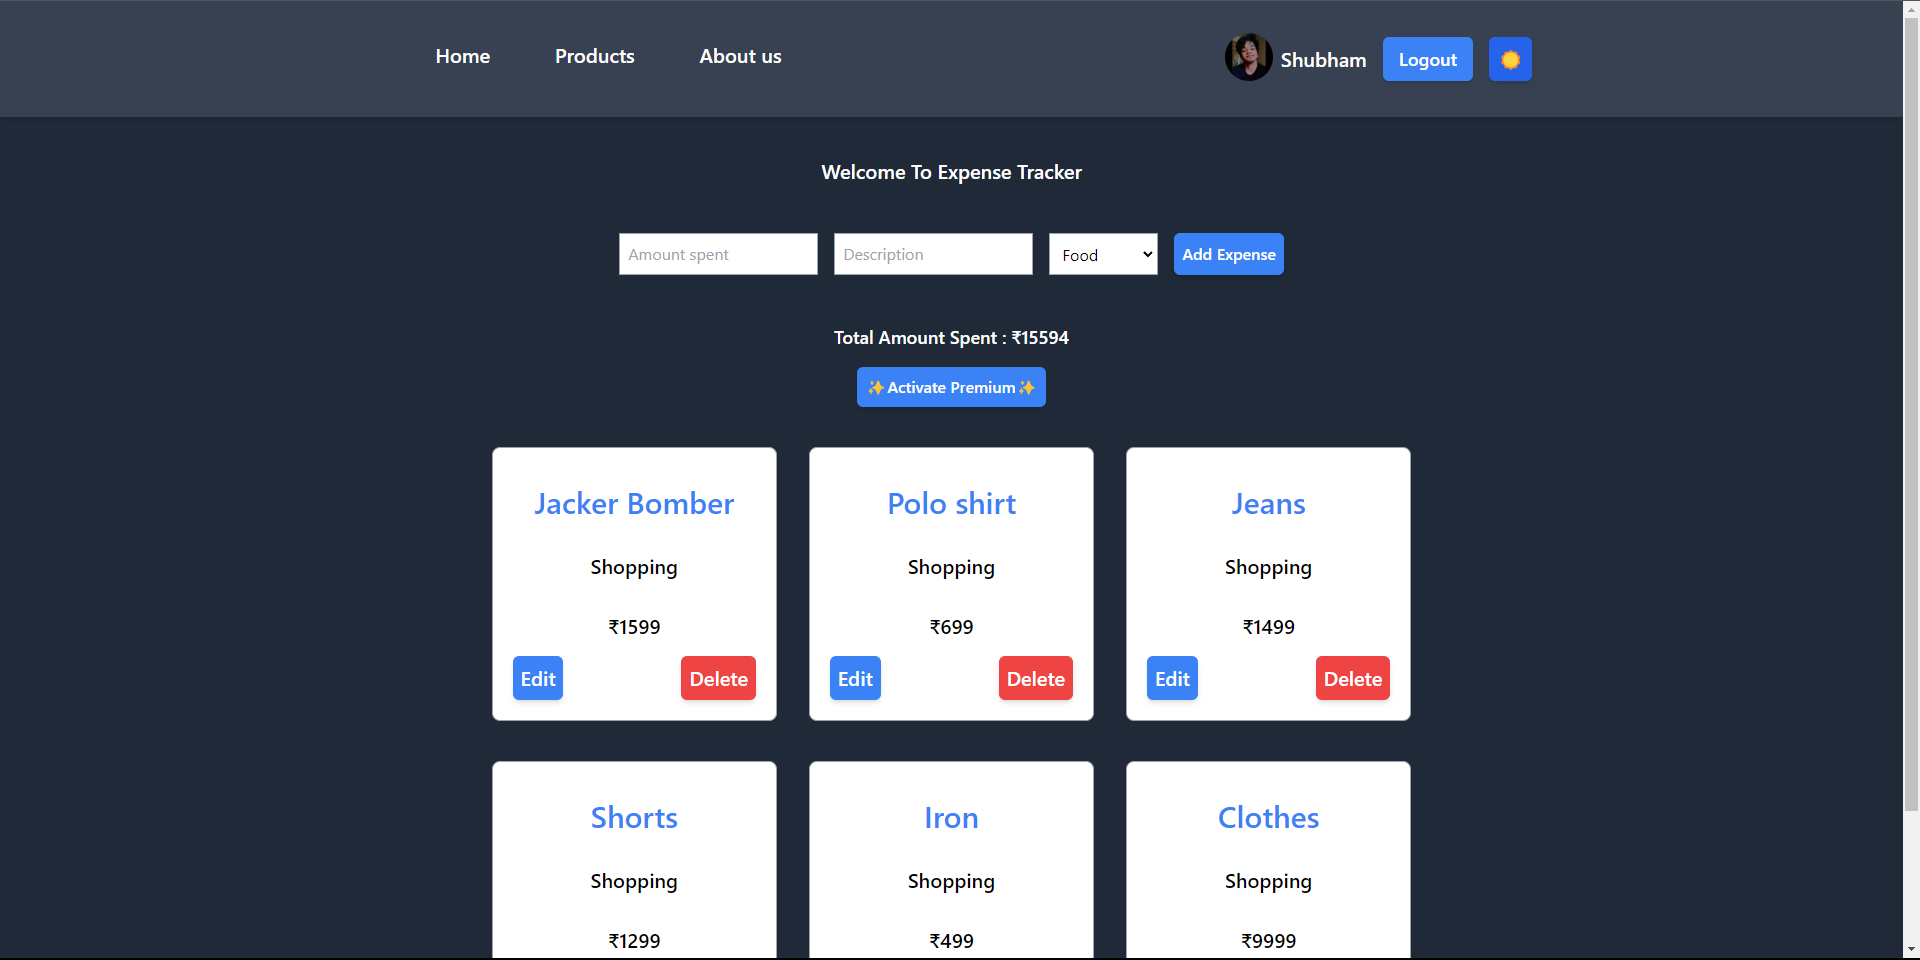 Home Products About us Shubham Logout
Welcome To Expense Tracker
Amount spent Description Food Add Expense
Total Amount Spent : ₹15594
✨Activate Premium✨
Jacker Bomber
Shopping
₹1599
Edit Delete
Polo shirt
Shopping
₹699
Edit Delete
Jeans
Shopping
₹1499
Edit Delete
Shorts
Shopping
₹1299
Iron
Shopping
₹499
Clothes
Shopping
₹9999